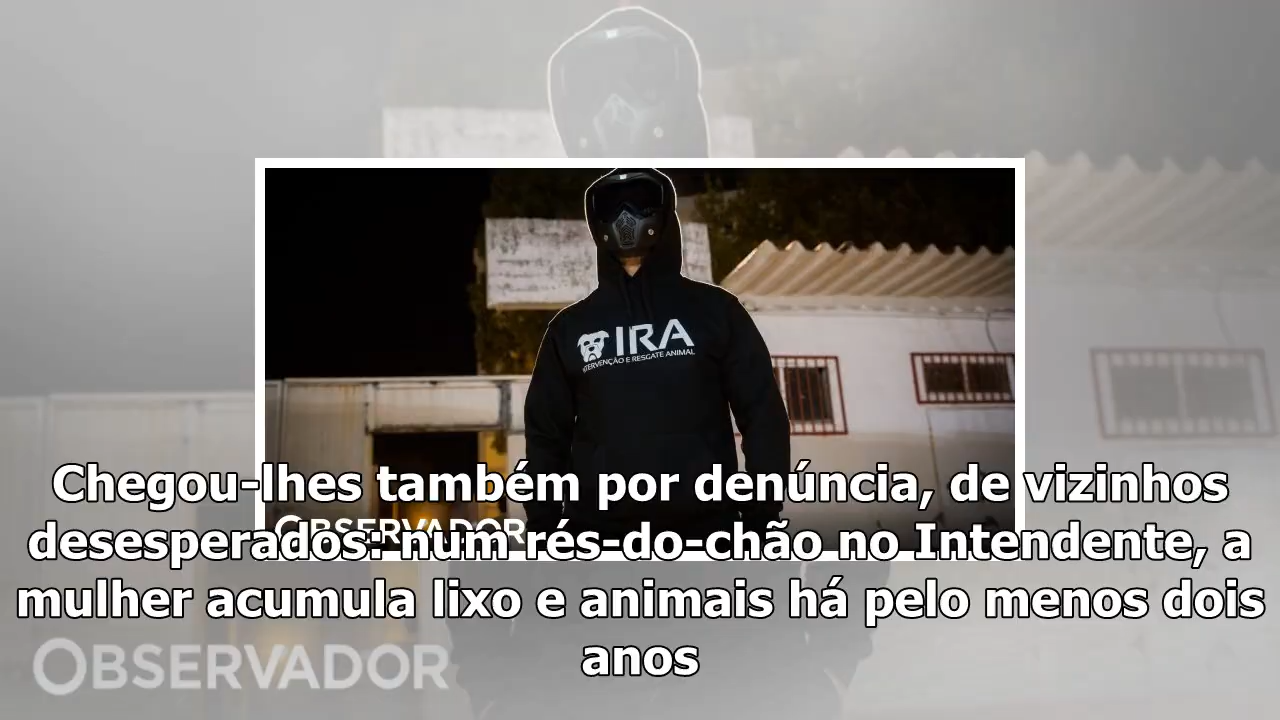 IRA
INTERVENÇÃO E RESGATE ANIMAL
Chegou-lhes também por denúncia, de vizinhos
OBSERVADOR
desesperados: num rés-do-chão no Intendente, a
mulher acumula lixo e animais há pelo menos dois
anos
OBSERVADOR